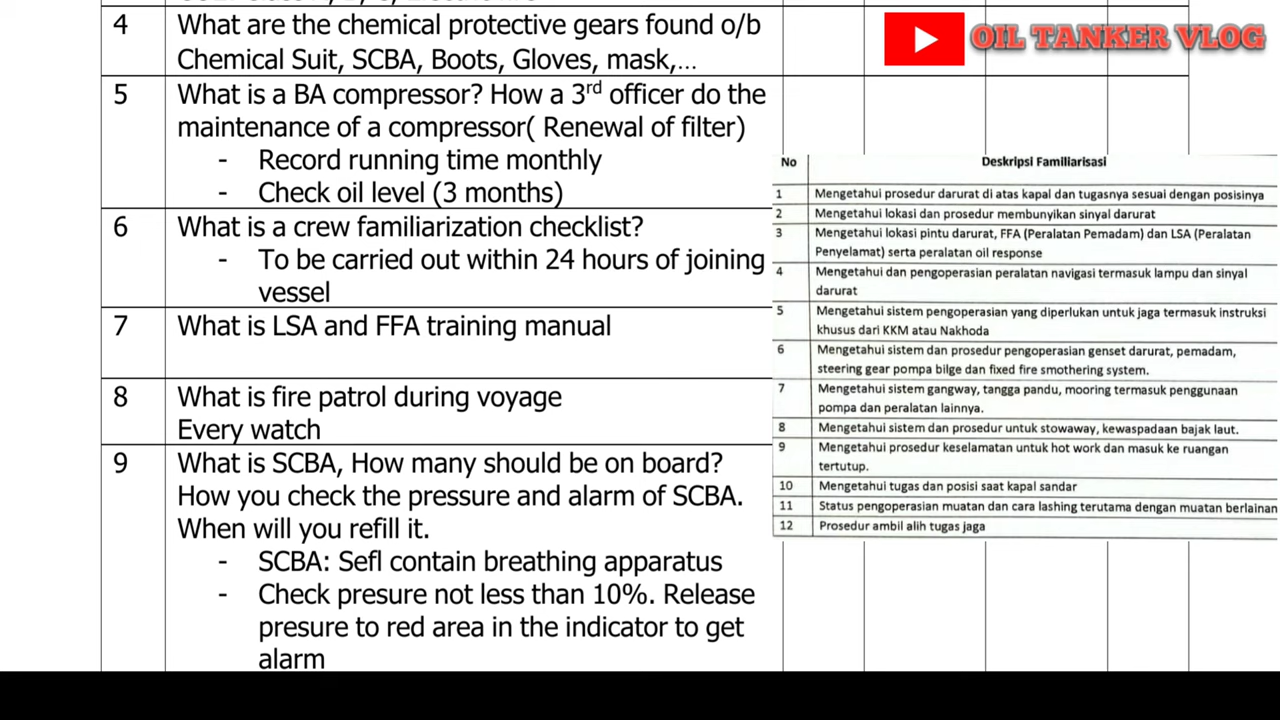 4 What are the chemical protective gears found o/b
Chemical Suit, SCBA, Boots, Gloves, mask,...
5 What is a BA compressor? How a 3rd officer do the
maintenance of a compressor( Renewal of filter)
- Record running time monthly
- Check oil level (3 months)
6 What is a crew familiarization checklist?
- To be carried out within 24 hours of joining
vessel
7 What is LSA and FFA training manual
8 What is fire patrol during voyage
Every watch
9 What is SCBA, How many should be on board?
How you check the pressure and alarm of SCBA.
When will you refill it.
- SCBA: Sefl contain breathing apparatus
- Check presure not less than 10%. Release
presure to red area in the indicator to get
alarm
OIL TANKER VLOG
No Deskripsi Familiarisasi
1 Mengetahui prosedur darurat di atas kapal dan tugasnya sesuai dengan posisinya
2 Mengetahui lokasi dan prosedur membunyikan sinyal darurat
3 Mengetahui lokasi pintu darurat, FFA (Peralatan Pemadam) dan LSA (Peralatan
Penyelamat) serta peralatan oil response
4 Mengetahui dan pengoperasian peralatan navigasi termasuk lampu dan sinyal
darurat
5 Mengetahui sistem pengoperasian yang diperlukan untuk jaga termasuk instruksi
khusus dari KKM atau Nakhoda
6 Mengetahui sistem dan prosedur pengoperasian genset darurat, pemadam,
steering gear pompa bilge dan fixed fire smothering system.
7 Mengetahui sistem gangway, tangga pandu, mooring termasuk penggunaan
pompa dan peralatan lainnya.
8 Mengetahui sistem dan prosedur untuk stowaway, kewaspadaan bajak laut.
9 Mengetahui prosedur keselamatan untuk hot work dan masuk ke ruangan
tertutup.
10 Mengetahui tugas dan posisi saat kapal sandar
11 Status pengoperasian muatan dan cara lashing terutama dengan muatan berlainan
12 Prosedur ambil alih tugas jaga